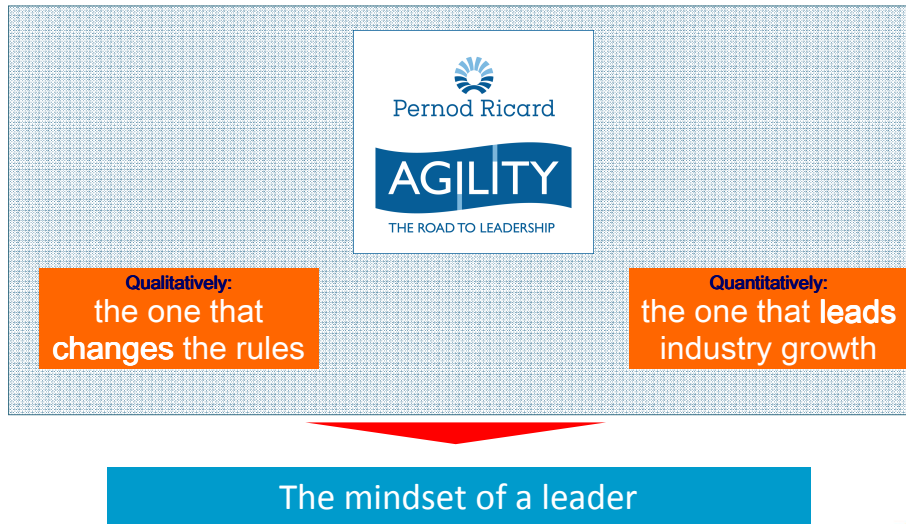 Pernod Ricard
AGILITY
THE ROAD TO LEADERSHIP
Qualitatively:
the one that
changes the rules
Quantitatively:
the one that leads
industry growth
The mindset of a leader